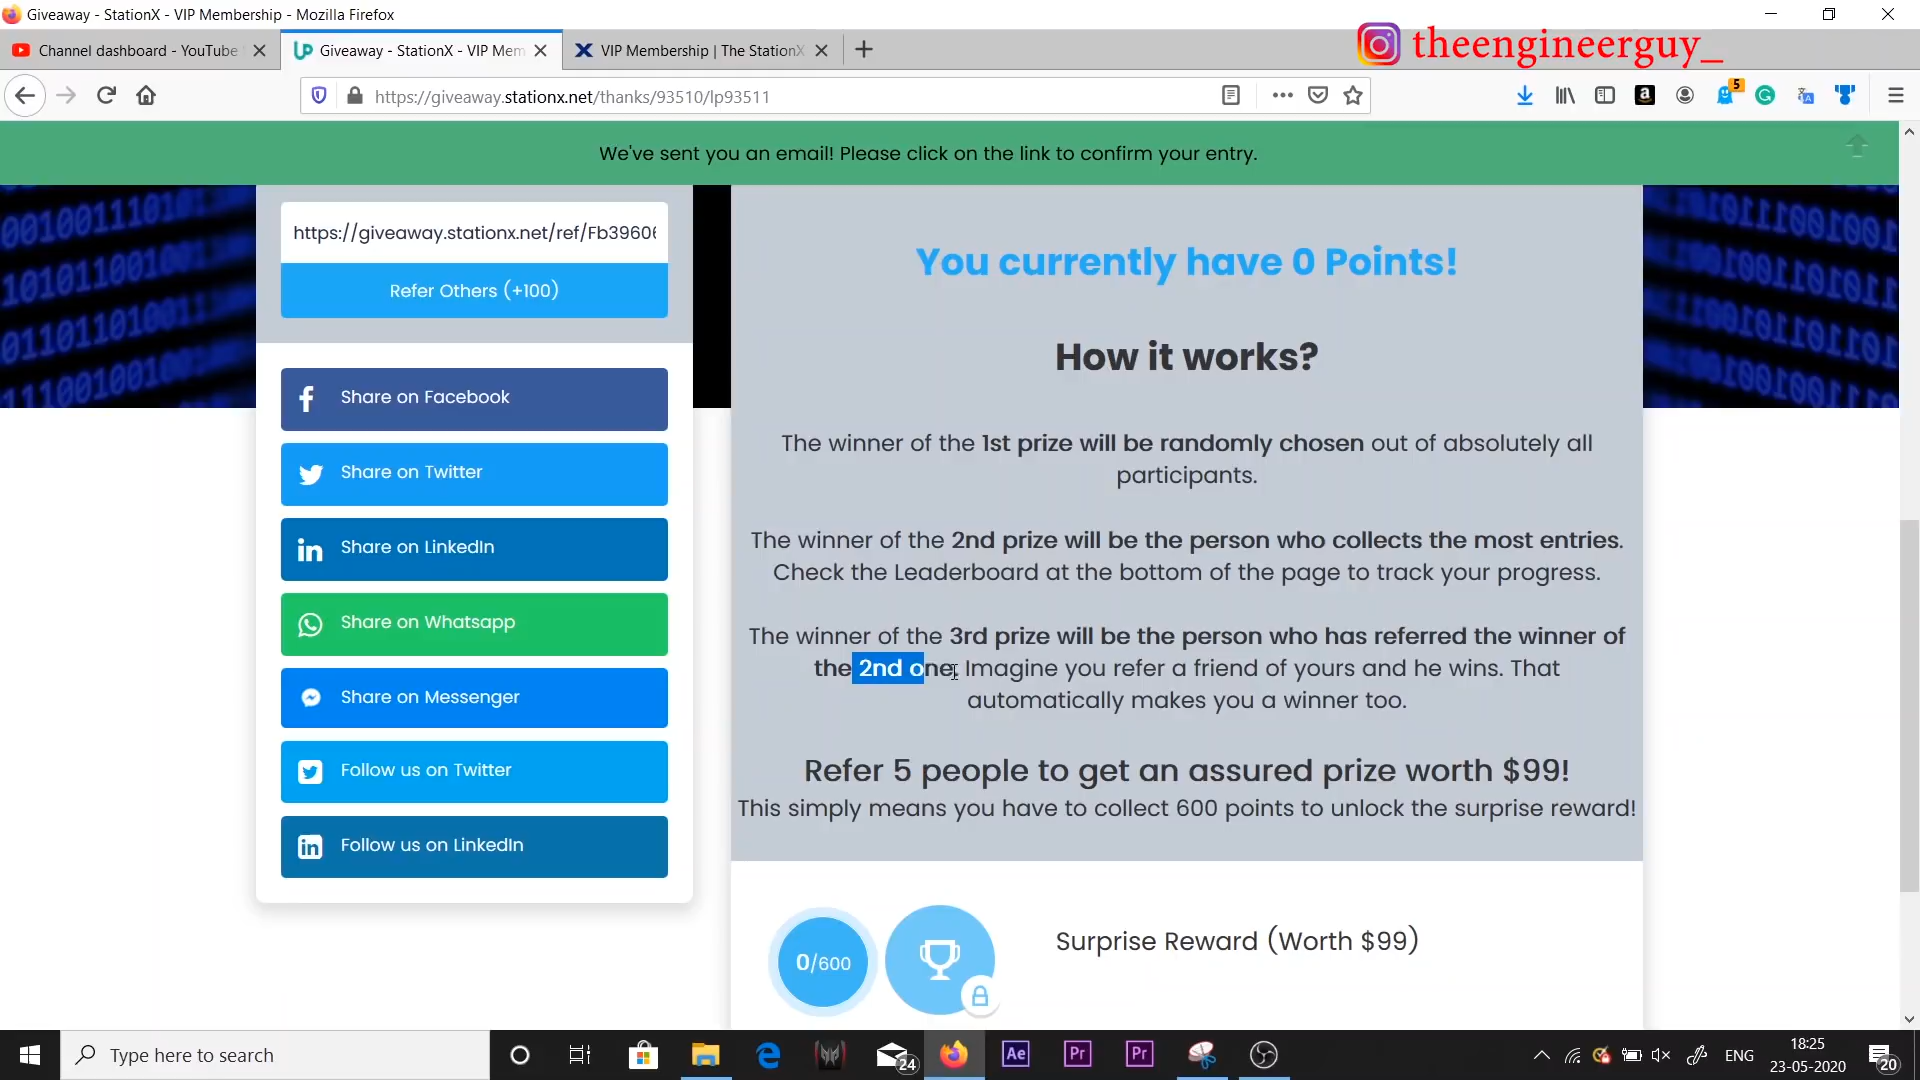 Giveaway - StationX - VIP Membership - Mozilla Firefox
Channel dashboard - YouTube
Giveaway - StationX - VIP Mem
VIP Membership | The StationX
theengineerguy_
https://giveaway.stationx.net/thanks/93510/lp93511
5
We've sent you an email! Please click on the link to confirm your entry.
https://giveaway.stationx.net/ref/Fb3960
Refer Others (+100)
Share on Facebook
Share on Twitter
Share on LinkedIn
Share on Whatsapp
Share on Messenger
Follow us on Twitter
Follow us on LinkedIn
You currently have 0 Points!
How it works?
The winner of the 1st prize will be randomly chosen out of absolutely all
participants.
The winner of the 2nd prize will be the person who collects the most entries.
Check the Leaderboard at the bottom of the page to track your progress.
The winner of the 3rd prize will be the person who has referred the winner of
the 2nd one. Imagine you refer a friend of yours and he wins. That
automatically makes you a winner too.
Refer 5 people to get an assured prize worth $99!
This simply means you have to collect 600 points to unlock the surprise reward!
0/600
Surprise Reward (Worth $99)
Type here to search
24
Ae
Pr
Pr
ENG
18:25
23-05-2020
20